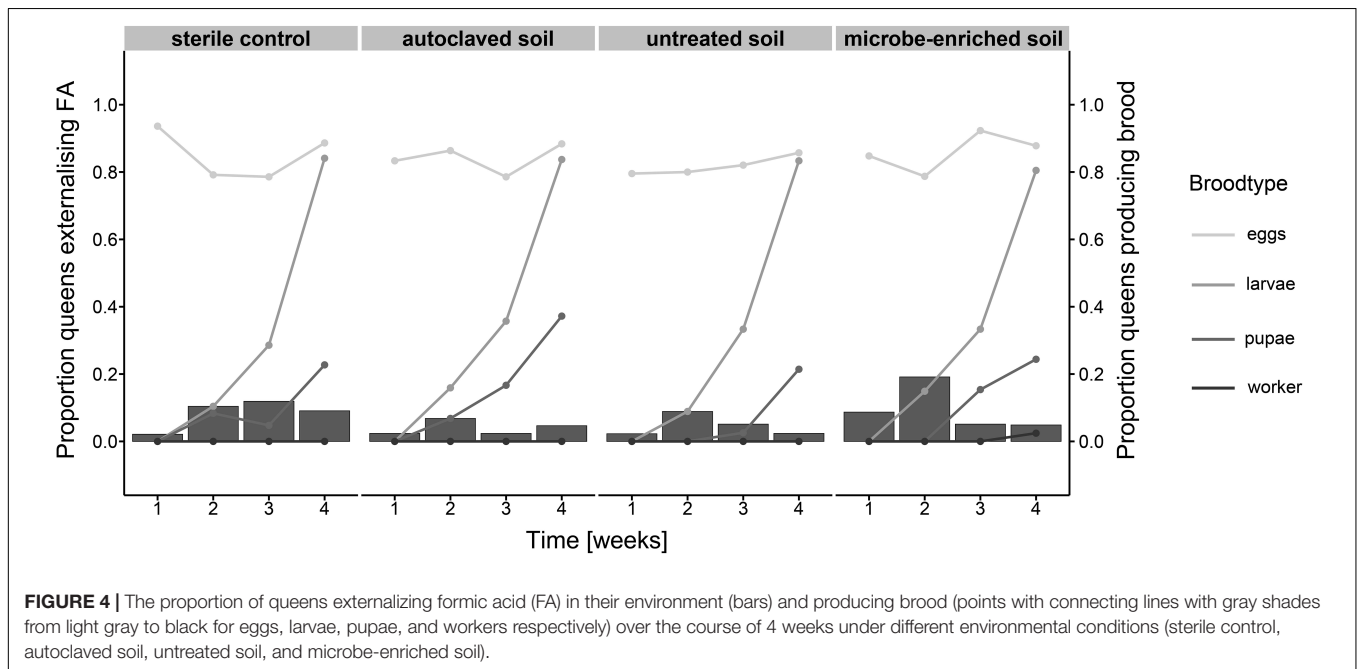 sterile control autoclaved soil untreated soil microbe-enriched soil
Proportion queens externalising FA
1.0
0.8
0.6
0.4
0.2
0.0
1.0
0.8
0.6
0.4
0.2
0.0
Proportion queens producing brood
1 2 3 4 1 2 3 4 1 2 3 4 1 2 3 4
Time [weeks]
Broodtype
eggs
larvae
pupae
worker
FIGURE 4 | The proportion of queens externalizing formic acid (FA) in their environment (bars) and producing brood (points with connecting lines with gray shades
from light gray to black for eggs, larvae, pupae, and workers respectively) over the course of 4 weeks under different environmental conditions (sterile control,
autoclaved soil, untreated soil, and microbe-enriched soil).